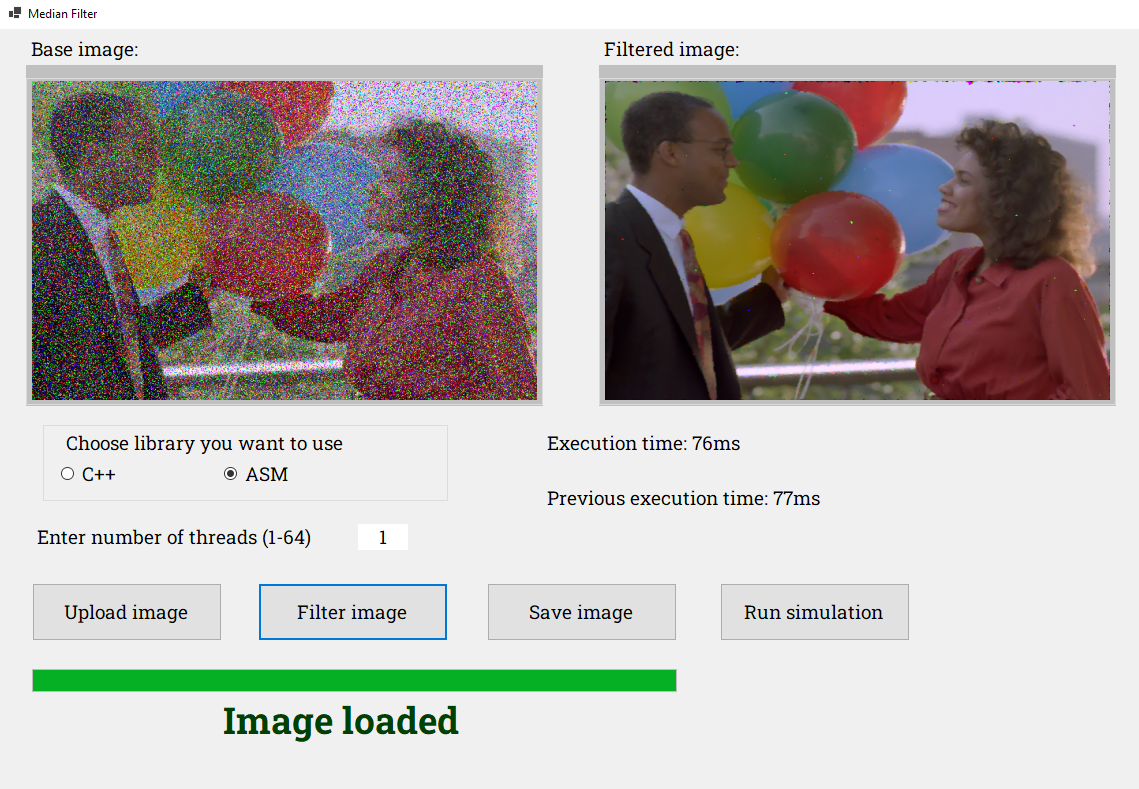 Median Filter
Base image:
Filtered image:
Choose library you want to use
C++
ASM
Execution time: 76ms
Previous execution time: 77ms
Enter number of threads (1-64)
1
Upload image
Filter image
Save image
Run simulation
Image loaded